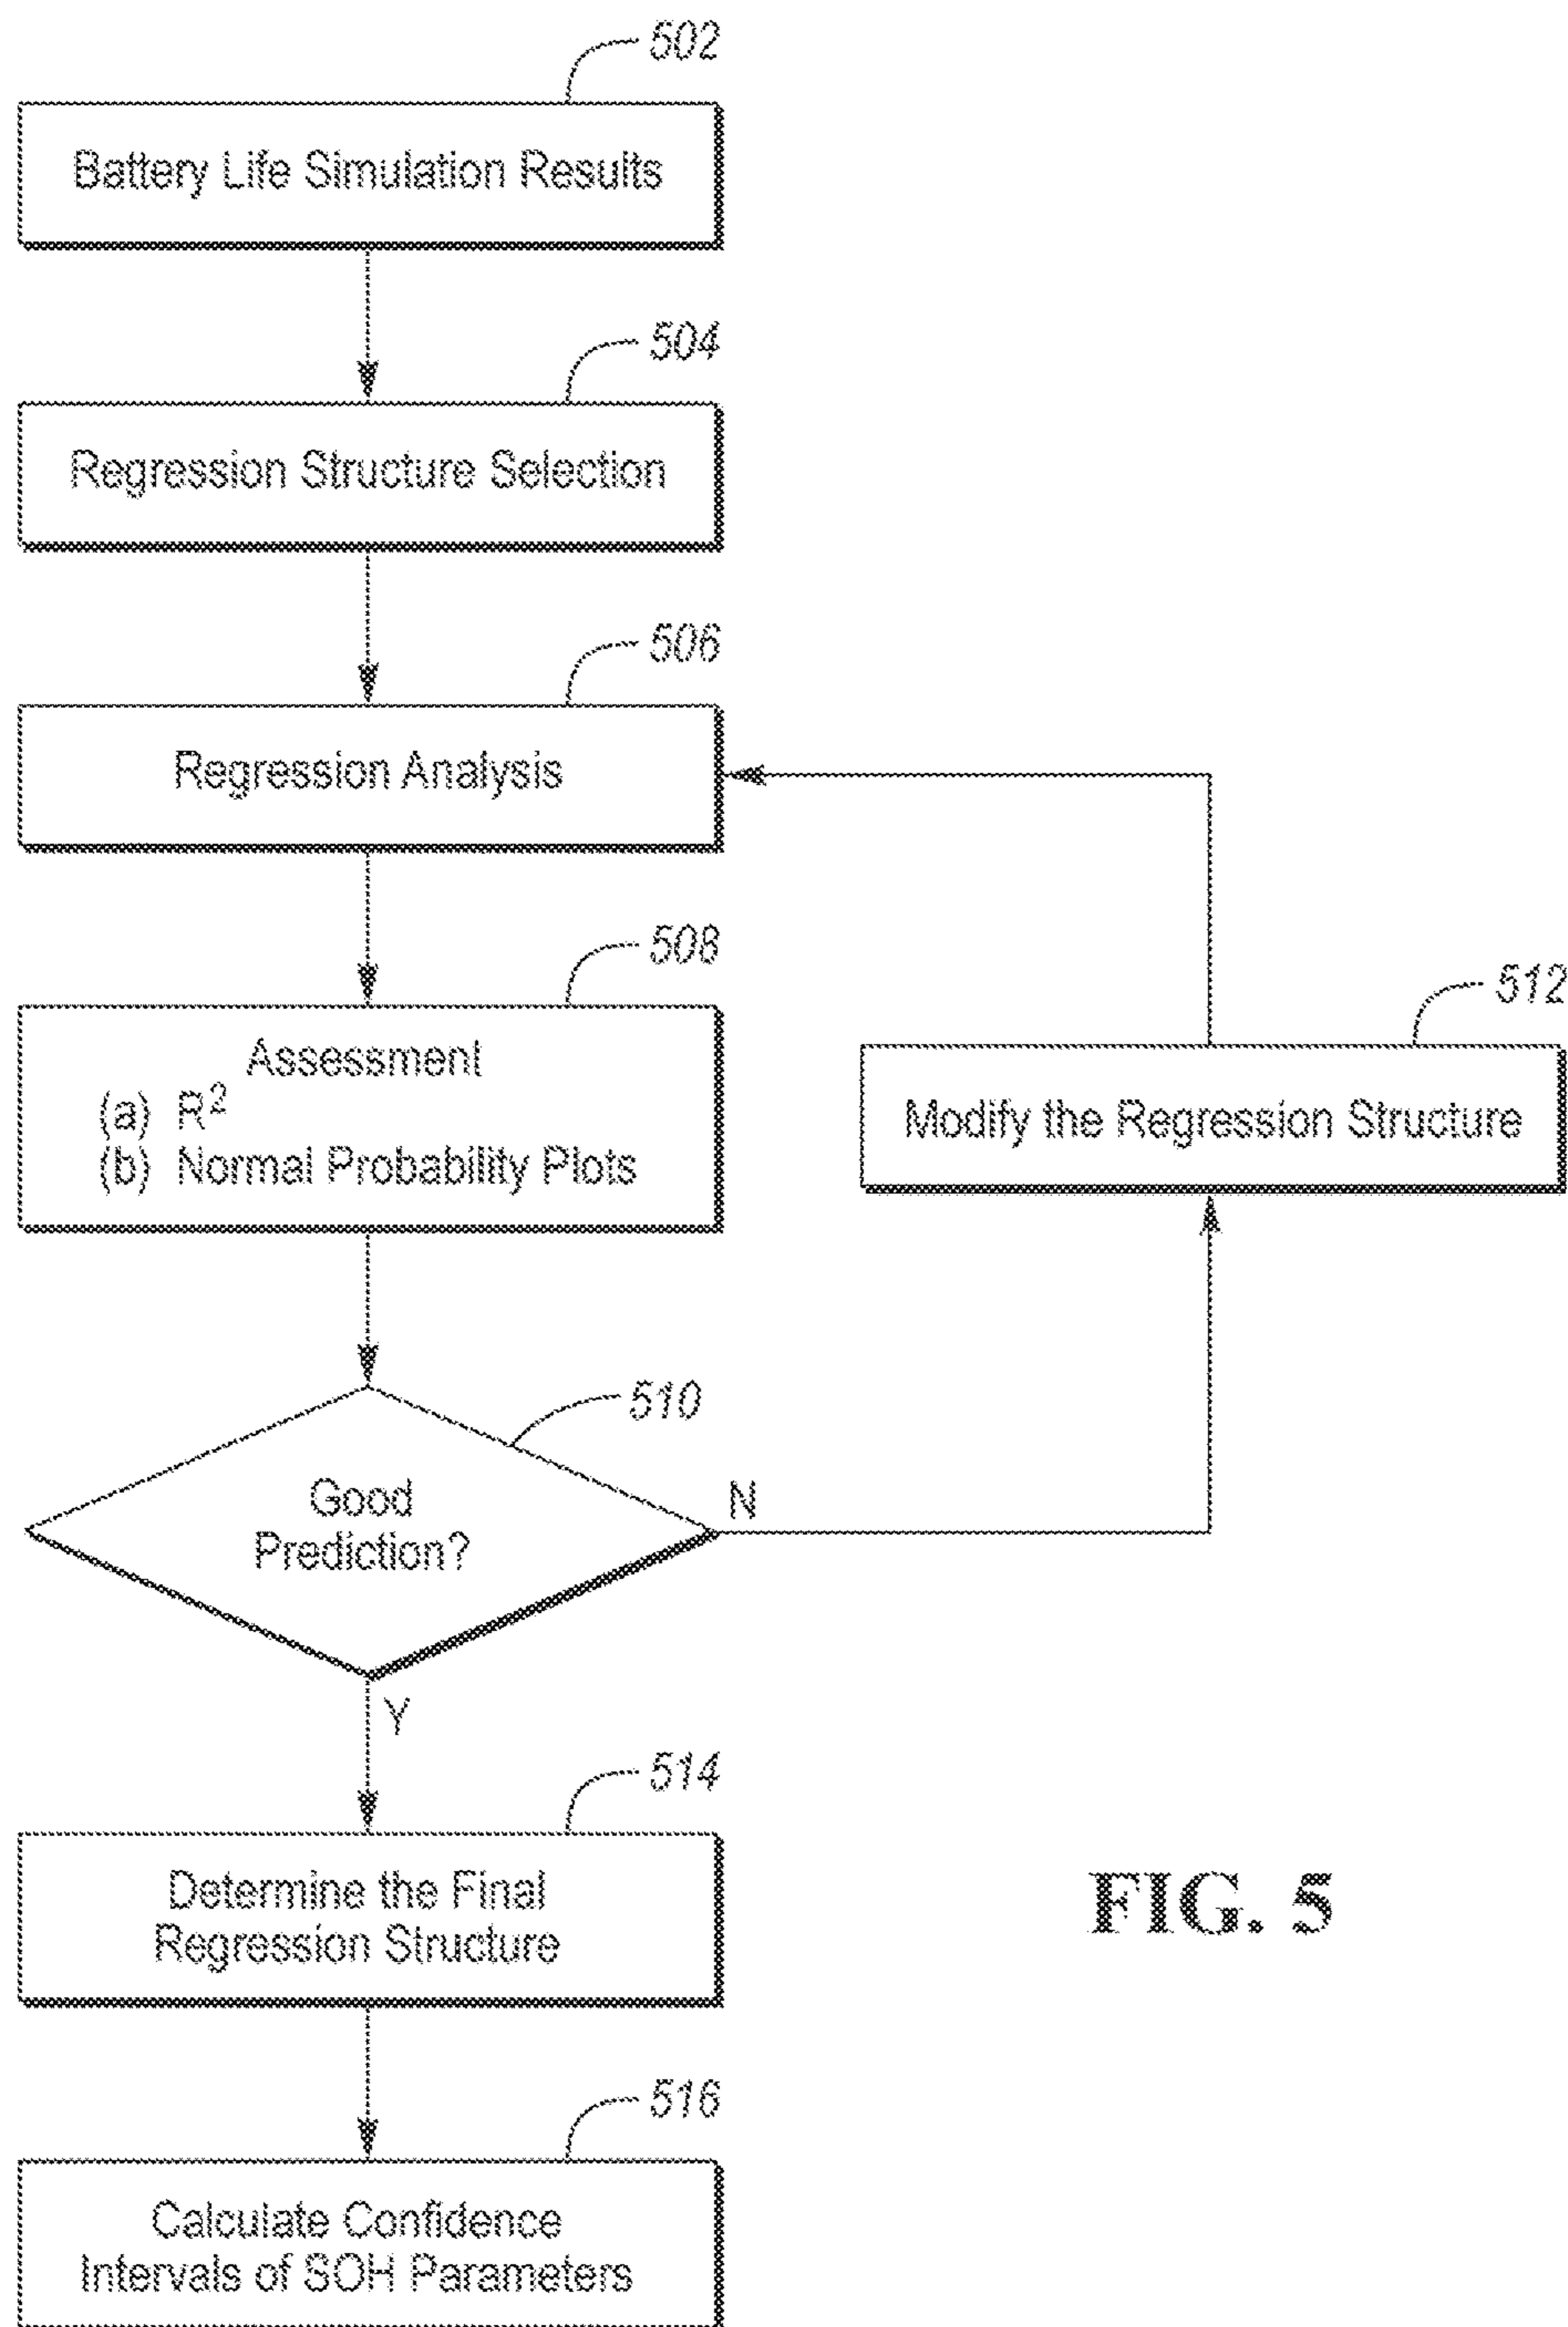 502
Battery Life Simulation Results
504
Regression Structure Selection
506
Regression Analysis
508
Assessment
(a) R²
(b) Normal Probability Plots
512
Modify the Regression Structure
510
Good
Prediction?
N
Y
514
Determine the Final
Regression Structure
FIG. 5
516
Calculate Confidence
Intervals of SOH Parameters